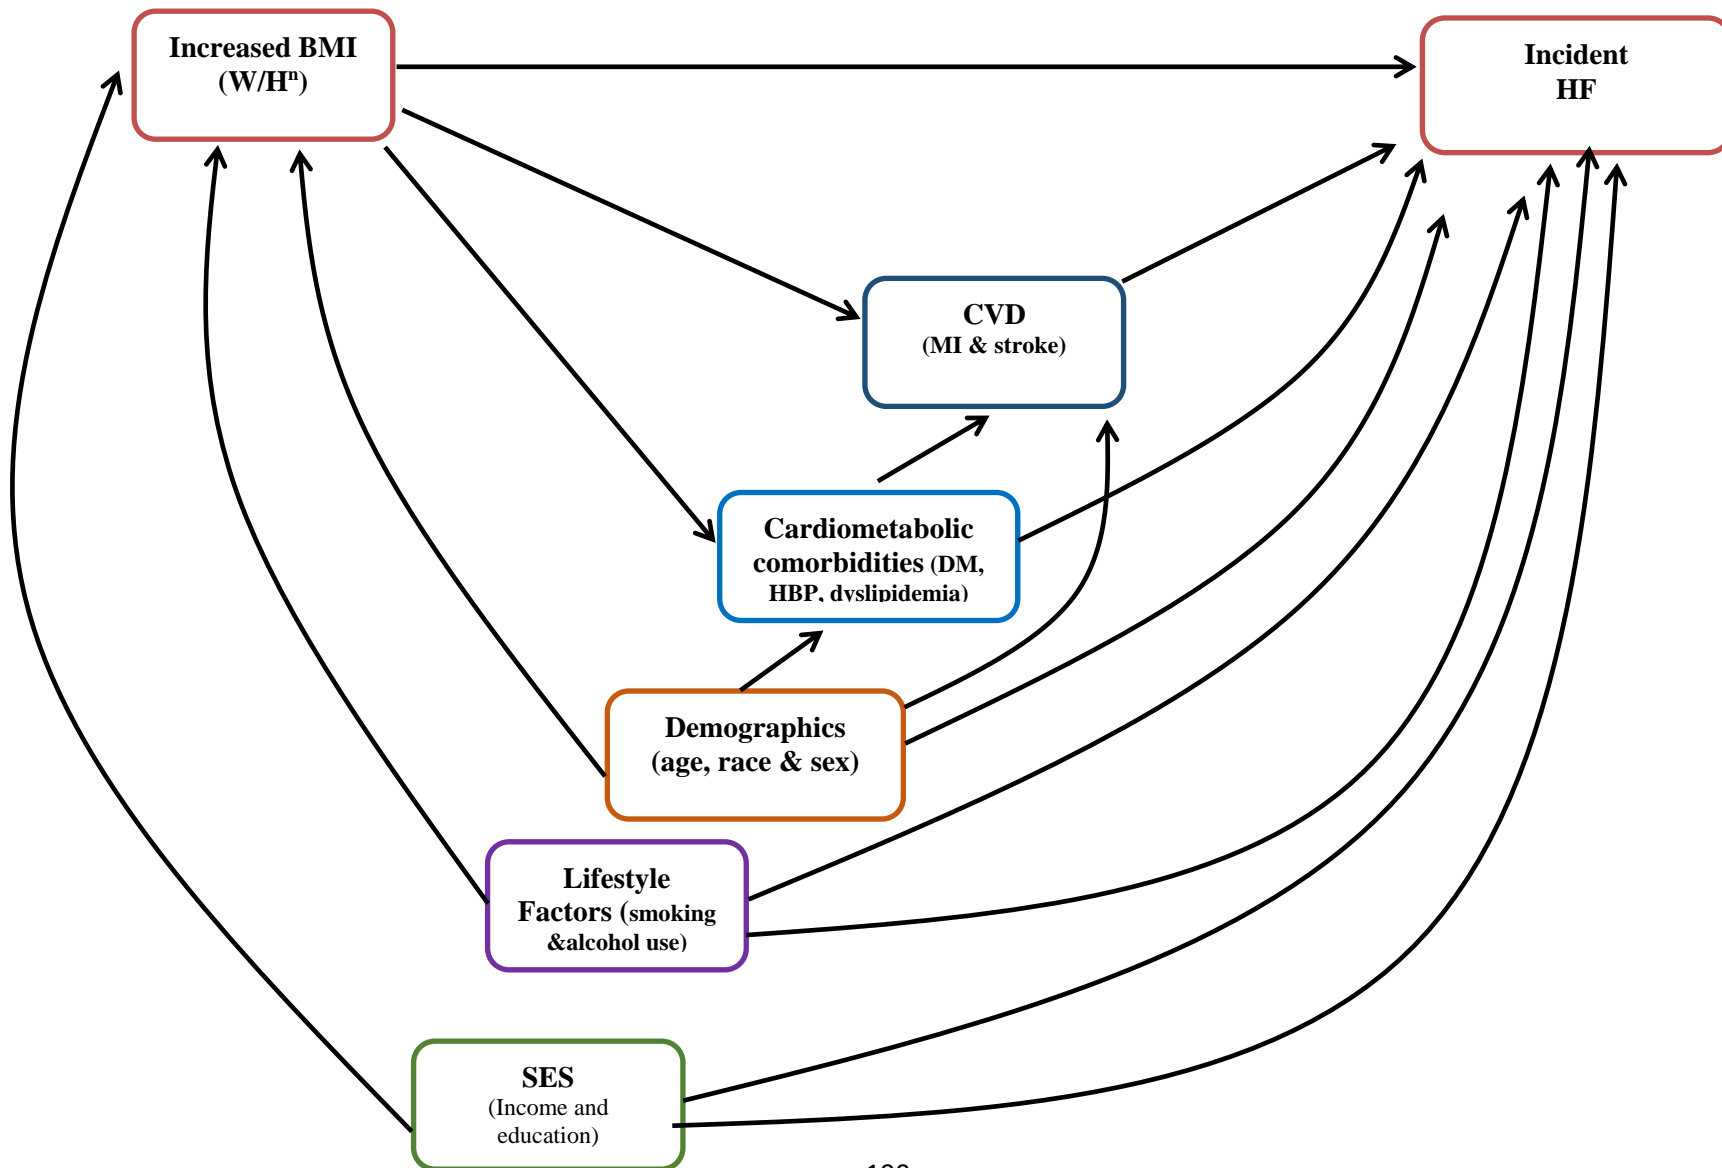 Increased BMI
(W/Hⁿ)
Incident
HF
CVD
(MI & stroke)
Cardiometabolic
comorbidities (DM,
HBP, dyslipidemia)
Demographics
(age, race & sex)
Lifestyle
Factors (smoking
&alcohol use)
SES
(Income and
education)